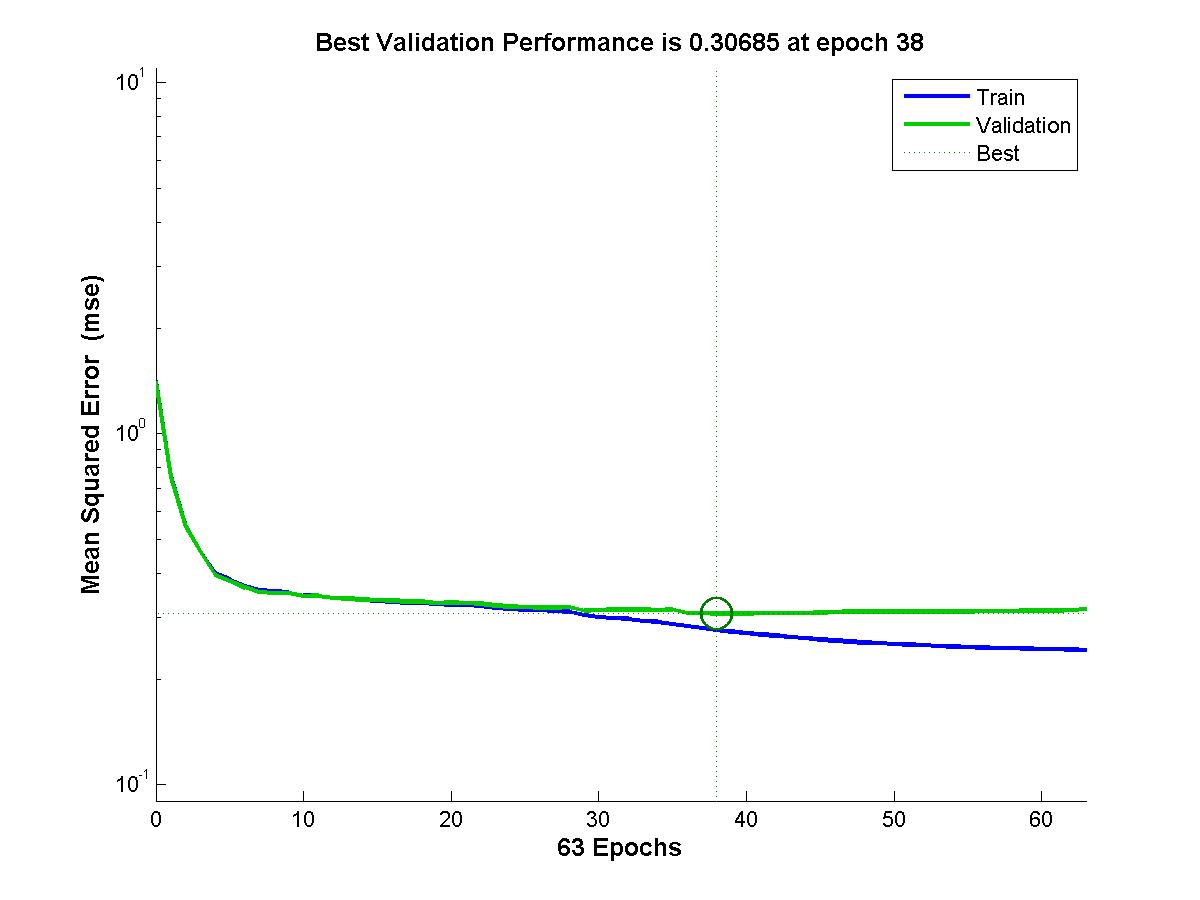 Best Validation Performance is 0.30685 at epoch 38
10^1
10^0
10^-1
Mean Squared Error (mse)
Train
Validation
Best
0 10 20 30 40 50 60
63 Epochs